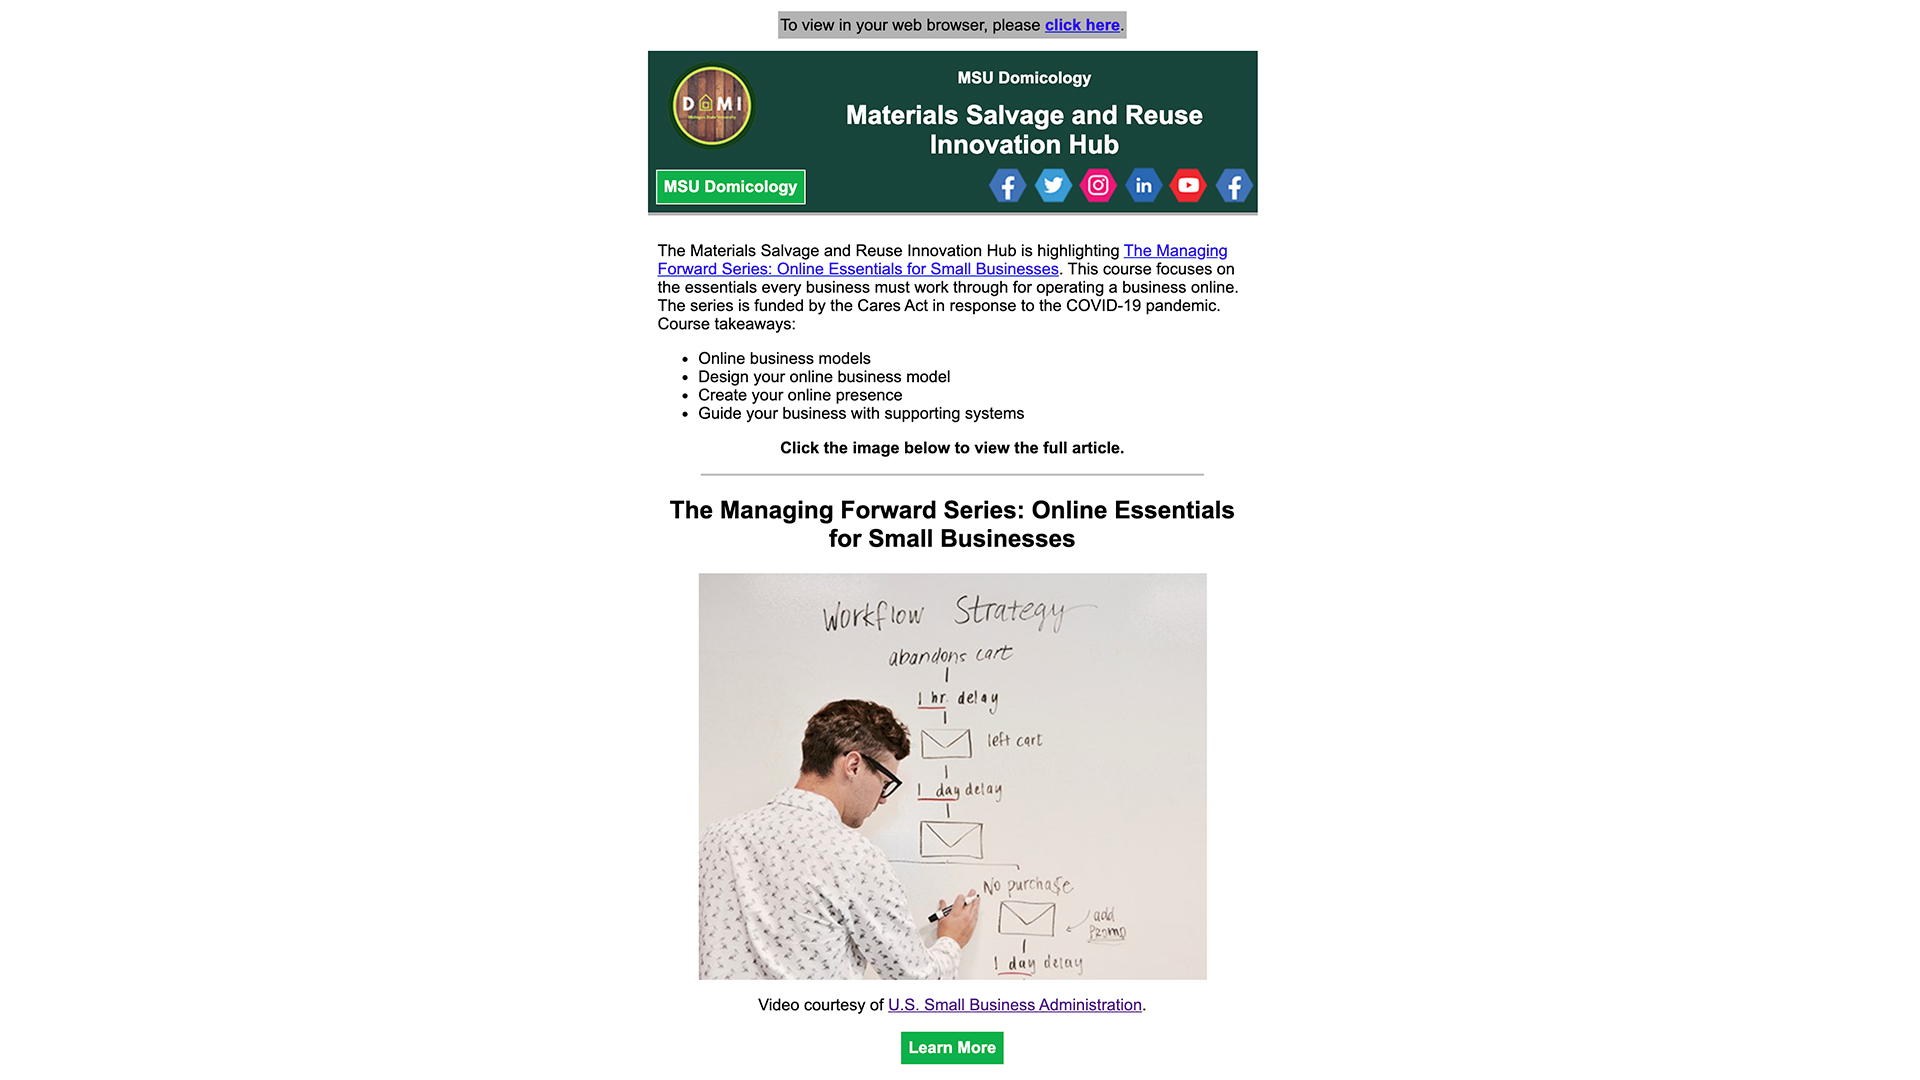 To view in your web browser, please click here.
MSU Domicology
D MI
Michigan State University
Materials Salvage and Reuse
Innovation Hub
MSU Domicology
The Materials Salvage and Reuse Innovation Hub is highlighting The Managing
Forward Series: Online Essentials for Small Businesses. This course focuses on
the essentials every business must work through for operating a business online.
The series is funded by the Cares Act in response to the COVID-19 pandemic.
Course takeaways:
• Online business models
• Design your online business model
• Create your online presence
• Guide your business with supporting systems
Click the image below to view the full article.
The Managing Forward Series: Online Essentials
for Small Businesses
Workflow Strategy
abandons cart
1 hr. delay
left cart
1 day delay
No purchase
add
promo
1 day delay
Video courtesy of U.S. Small Business Administration.
Learn More